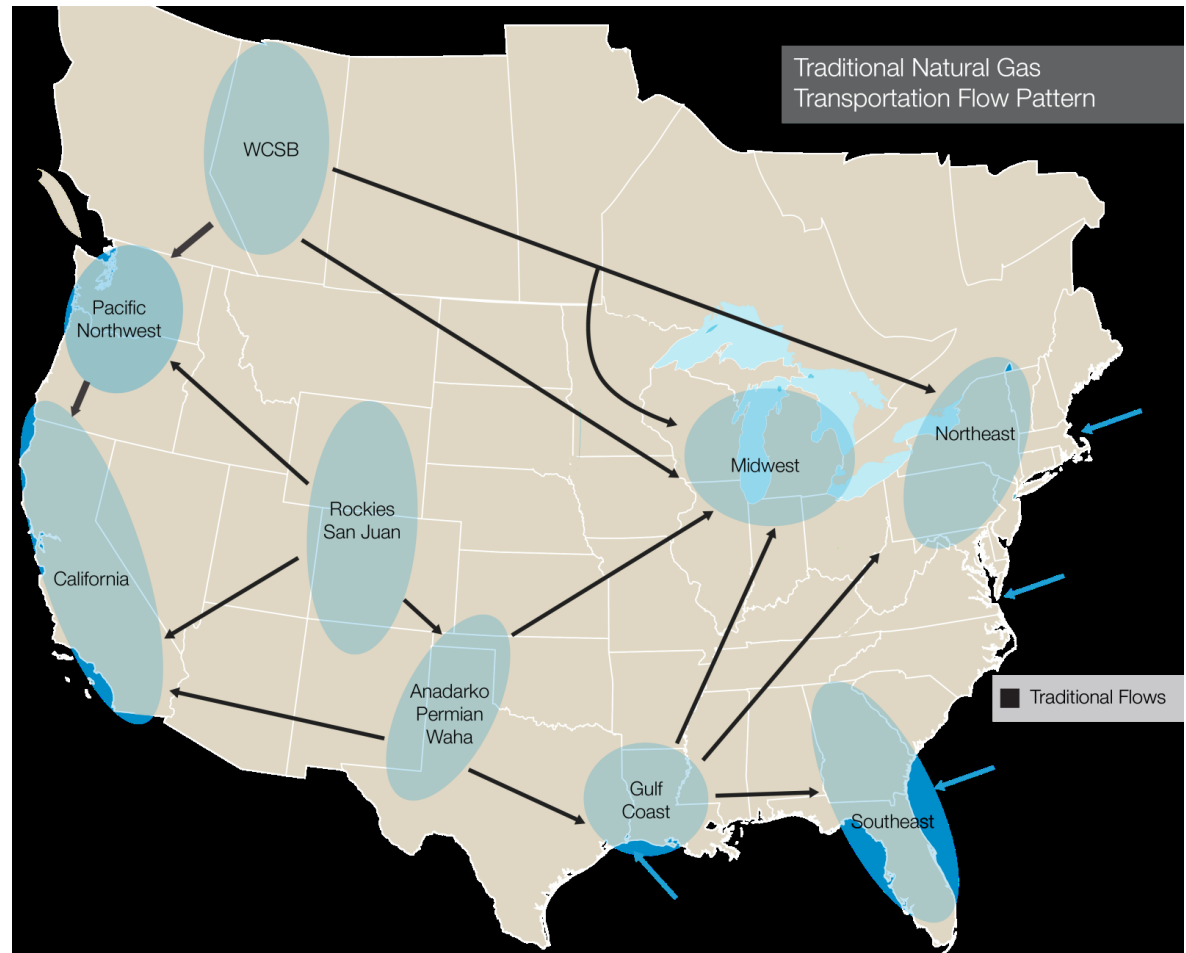 Traditional Natural Gas
Transportation Flow Pattern
WCSB
Pacific
Northwest
Northeast
Midwest
Rockies
San Juan
California
Anadarko
Permian
Waha
Traditional Flows
Gulf
Coast
Southeast